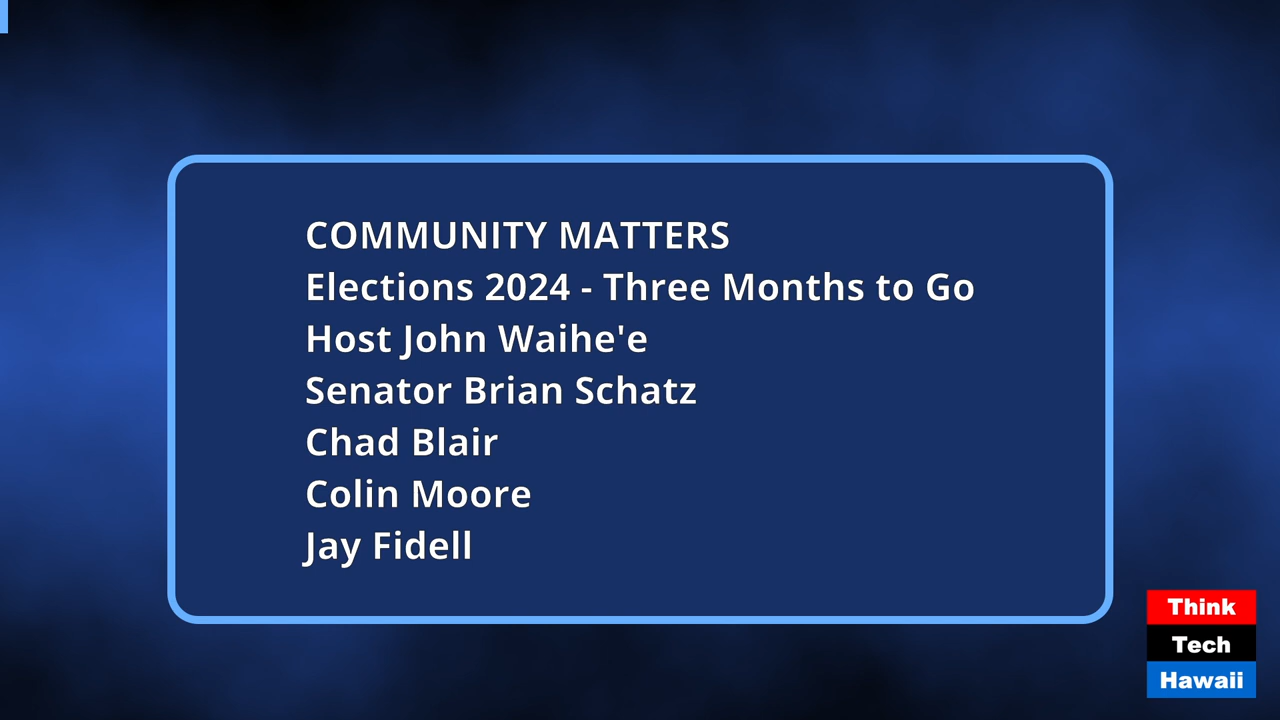 COMMUNITY MATTERS
Elections 2024 - Three Months to Go
Host John Waihe'e
Senator Brian Schatz
Chad Blair
Colin Moore
Jay Fidell
Think
Tech
Hawaii